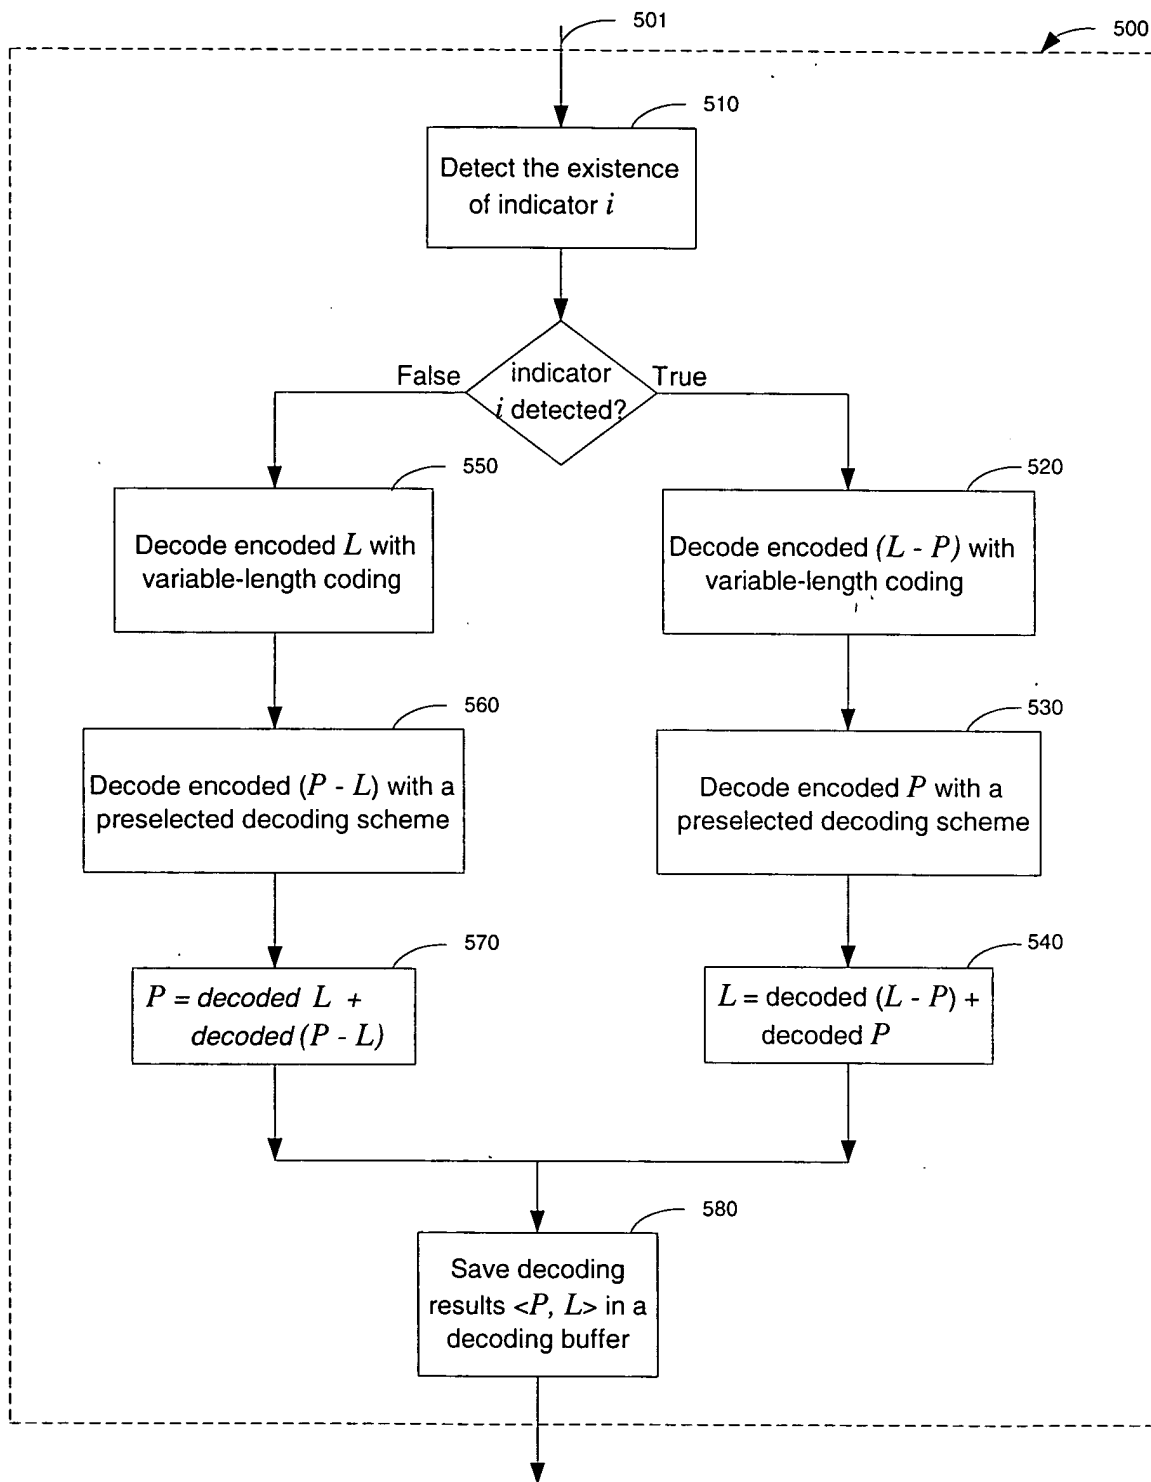 501
500
510
Detect the existence
of indicator i
False
indicator
i detected?
True
550
520
Decode encoded L with
variable-length coding
Decode encoded (L - P) with
variable-length coding
560
530
Decode encoded (P - L) with a
preselected decoding scheme
Decode encoded P with a
preselected decoding scheme
570
540
P = decoded L +
decoded (P - L)
L = decoded (L - P) +
decoded P
580
Save decoding
results <P, L> in a
decoding buffer